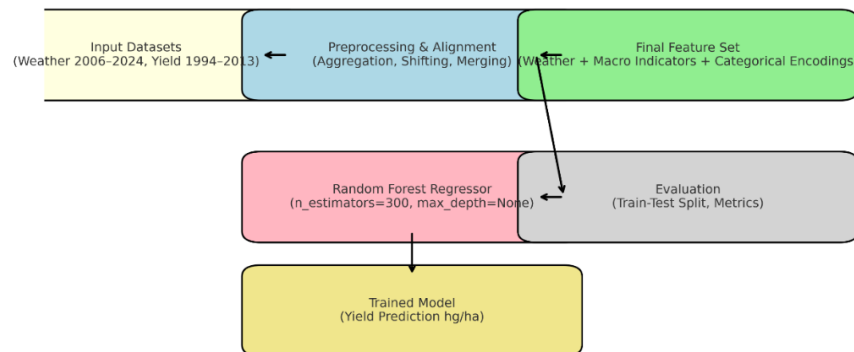 Input Datasets
(Weather 2006–2024, Yield 1994–2013)
Preprocessing & Alignment
(Aggregation, Shifting, Merging)
Final Feature Set
(Weather + Macro Indicators + Categorical Encodings
Random Forest Regressor
(n_estimators=300, max_depth=None)
Evaluation
(Train-Test Split, Metrics)
Trained Model
(Yield Prediction hg/ha)